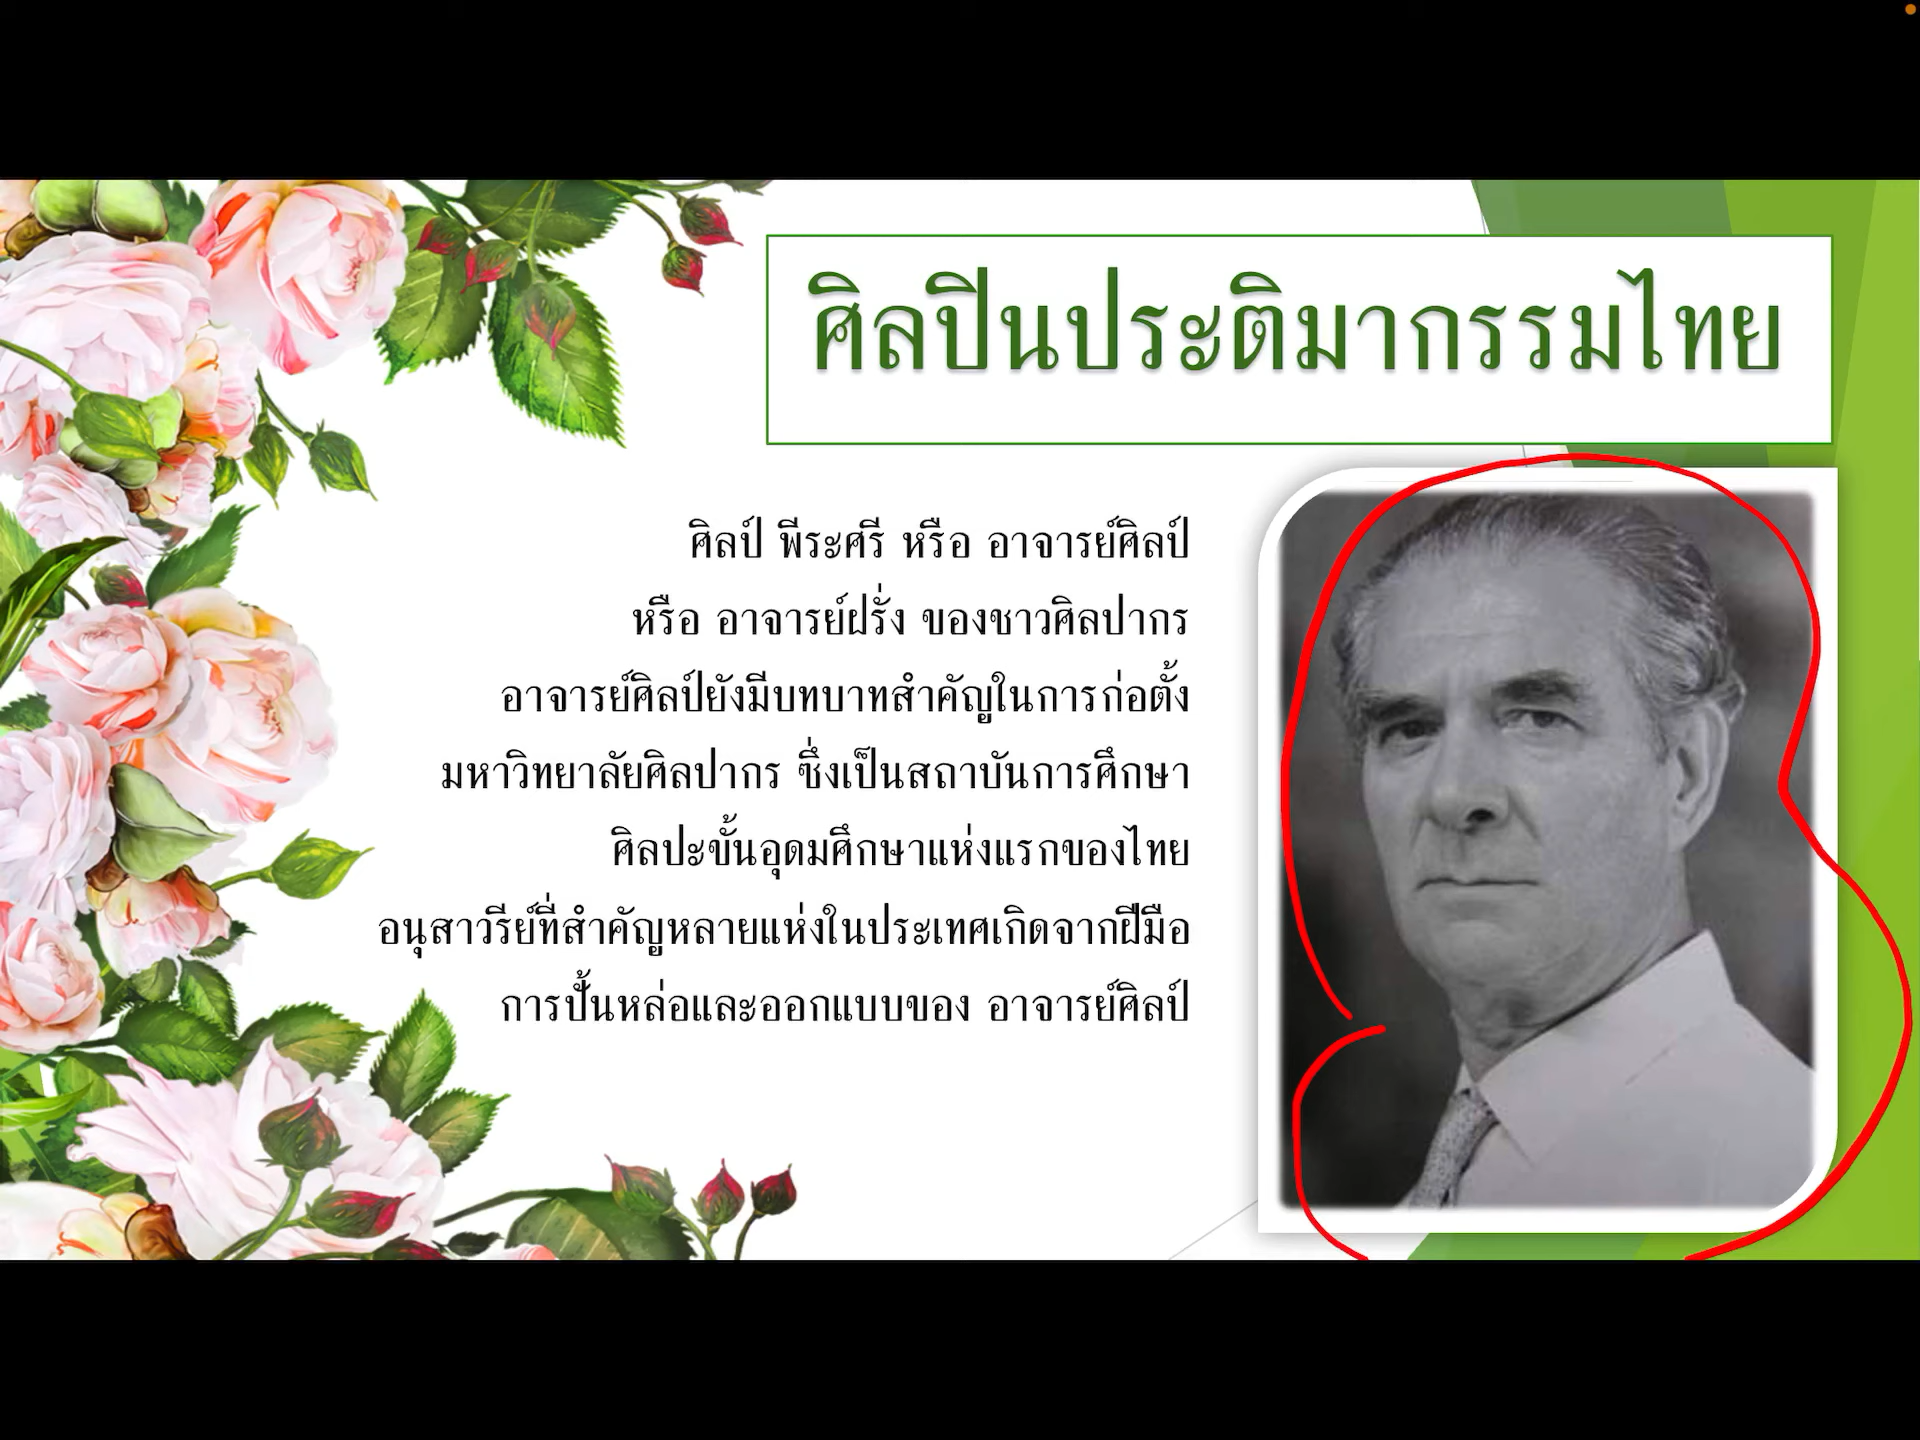 ศิลปินประติมากรรมไทย
ศิลป์ พีระศรี หรือ อาจารย์ศิลป์
หรือ อาจารย์ฝรั่ง ของชาวศิลปากร
อาจารย์ศิลป์ยังมีบทบาทสำคัญในการก่อตั้ง
มหาวิทยาลัยศิลปากร ซึ่งเป็นสถาบันการศึกษา
ศิลปะขั้นอุดมศึกษาแห่งแรกของไทย
อนุสาวรีย์ที่สำคัญหลายแห่งในประเทศเกิดจากฝีมือ
การปั้นหล่อและออกแบบของ อาจารย์ศิลป์